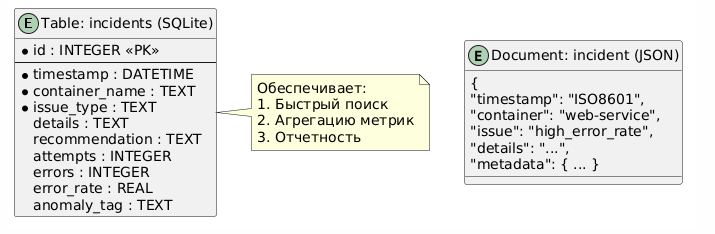 E Table: incidents (SQLite)
id : INTEGER «PK»
timestamp : DATETIME
container_name : TEXT
issue_type : TEXT
details : TEXT
recommendation : TEXT
attempts : INTEGER
errors : INTEGER
error_rate : REAL
anomaly_tag : TEXT
Обеспечивает:
1. Быстрый поиск
2. Агрегацию метрик
3. Отчетность
E Document: incident (JSON)
{
"timestamp": "ISO8601",
"container": "web-service",
"issue": "high_error_rate",
"details": "...",
"metadata": { ... }